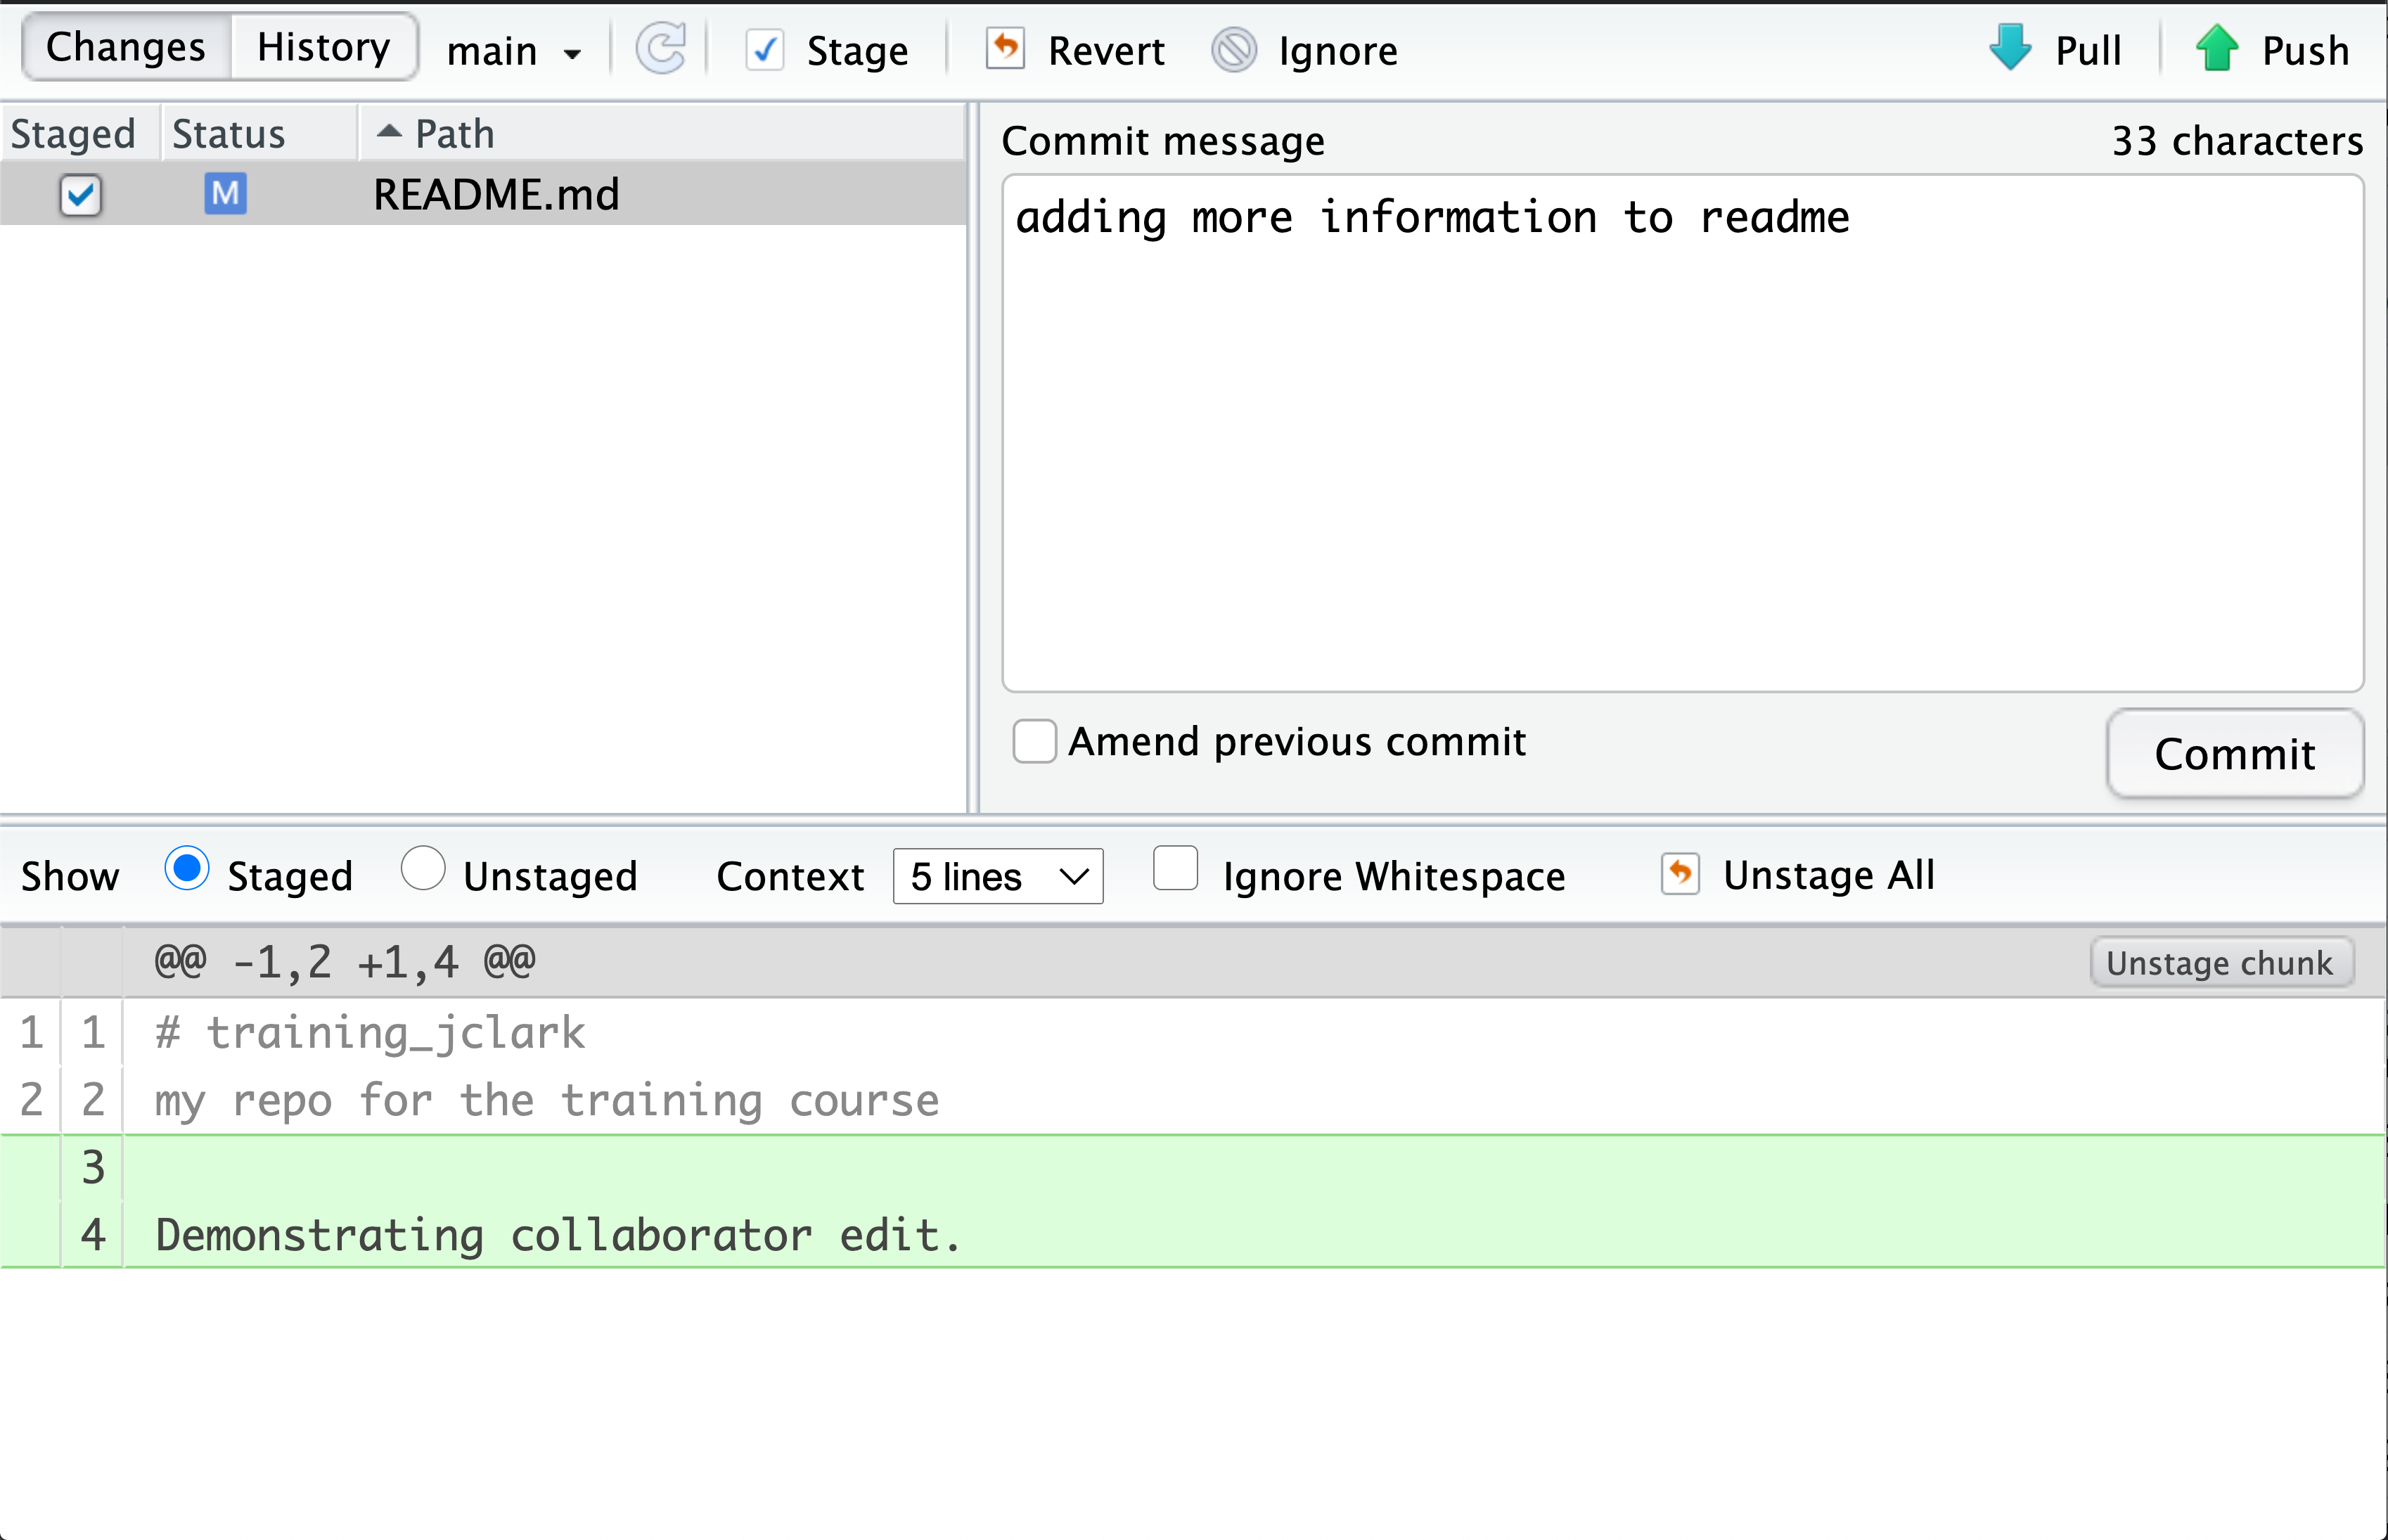 Changes History main Stage Revert Ignore Pull Push
Staged Status Path
M README.md
Commit message 33 characters
adding more information to readme
Amend previous commit
Commit
Show Staged Unstaged Context 5 lines Ignore Whitespace Unstage All
@@ -1,2 +1,4 @@ Unstage chunk
1 1 # training_jclark
2 2 my repo for the training course
3
4 Demonstrating collaborator edit.